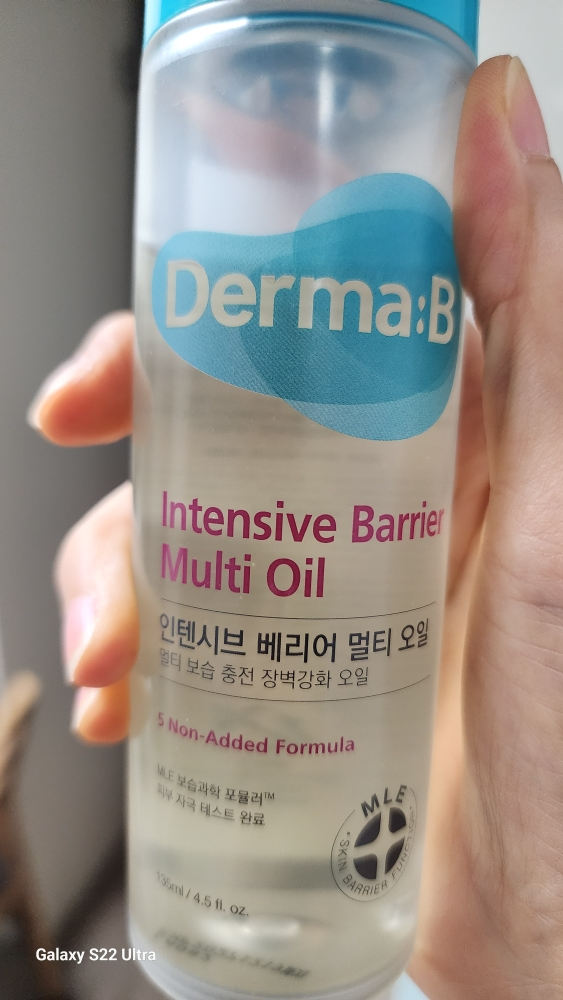 Derma:B
Intensive Barrier
Multi Oil
인텐시브 베리어 멀티 오일
멀티 보습 충전 장벽강화 오일
5 Non-Added Formula
MLE 보습과학 포뮬러™
피부 자극 테스트 완료
MLE
SKIN BARRIER FUNCTION
135ml / 4.5 fl. oz.
Galaxy S22 Ultra